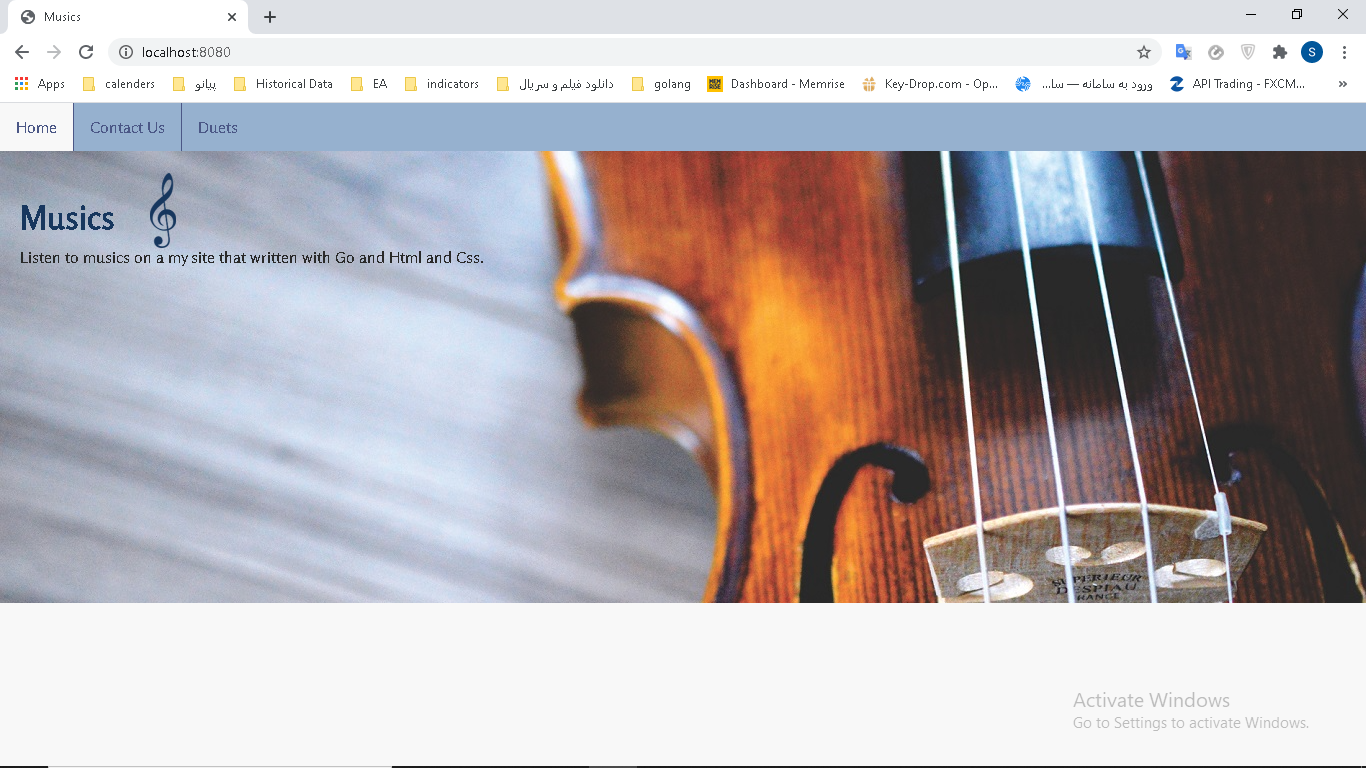 Musics
localhost:8080
S
Apps calenders پیانو Historical Data EA indicators دانلود فیلم و سریال golang Dashboard - Memrise Key-Drop.com - Op... ورود به سامانه — سا... API Trading - FXCM... »
Home Contact Us Duets
Musics
Listen to musics on a my site that written with Go and Html and Css.
SUPERIEUR
DESPIAU
FRANCE
Activate Windows
Go to Settings to activate Windows.